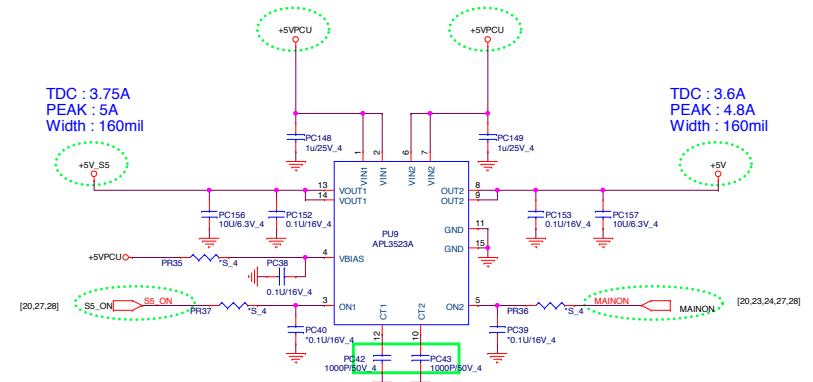 +5VPCU
+5VPCU
TDC : 3.75A
PEAK : 5A
Width : 160mil
TDC : 3.6A
PEAK : 4.8A
Width : 160mil
PC148
1u/25V_4
PC149
1u/25V_4
1
2
6
7
VIN1
VIN1
VIN2
VIN2
+5V_S5
+5V
13
14
VOUT1
VOUT1
OUT2
OUT2
8
9
PC156
10U/6.3V_4
PC152
0.1U/16V_4
PC153
0.1U/16V_4
PC157
10U/6.3V_4
PU9
APL3523A
GND
11
GND
15
+5VPCU
PR35
*S_4
PC38
0.1U/16V_4
4
VBIAS
[20,27,28]
S5_ON
S5_ON
PR37
*S_4
3
ON1
CT1
CT2
ON2
5
PR36
*S_4
MAINON
MAINON
[20,23,24,27,28]
PC40
*0.1U/16V_4
12
10
PC39
*0.1U/16V_4
PC42
1000P/50V_4
PC43
1000P/50V_4